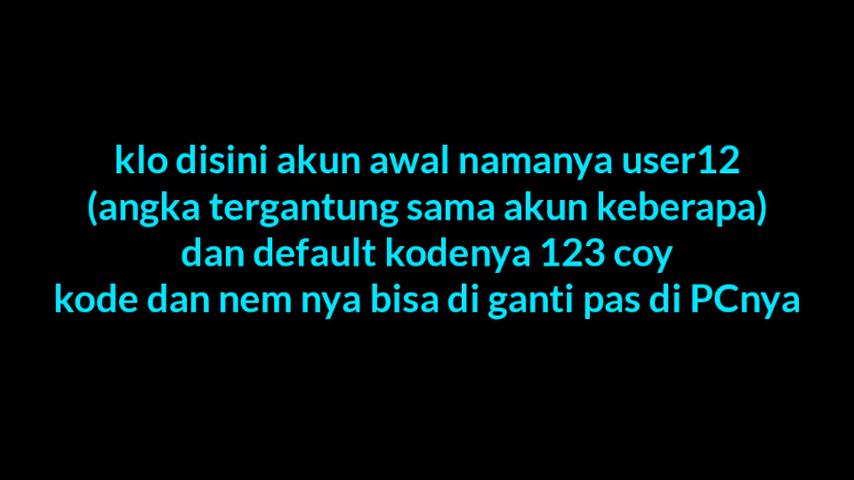 klo disini akun awal namanya user12
(angka tergantung sama akun keberapa)
dan default kodenya 123 coy
kode dan nem nya bisa di ganti pas di PCnya